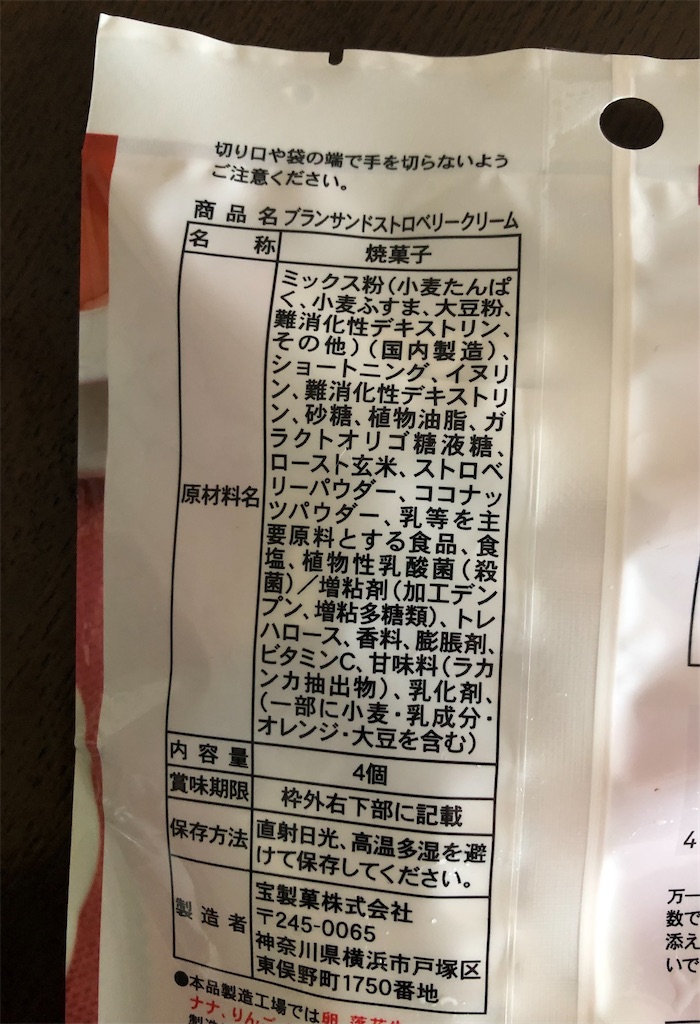 切り口や袋の端で手を切らないよう
ご注意ください。
商品名 ブランサンドストロベリークリーム
名称 焼菓子
原材料名
ミックス粉(小麦たんぱ
く、小麦ふすま、大豆粉、
難消化性デキストリン、
その他)(国内製造)、
ショートニング、イヌリ
ン、難消化性デキストリ
ン、砂糖、植物油脂、ガ
ラクトオリゴ糖液糖、
ロースト玄米、ストロベ
リーパウダー、ココナッ
ツパウダー、乳等を主
要原料とする食品、食
塩、植物性乳酸菌(殺
菌)/増粘剤(加工デン
プン、増粘多糖類)、トレ
ハロース、香料、膨脹剤、
ビタミンC、甘味料(ラカ
ンカ抽出物)、乳化剤、
(一部に小麦・乳成分・
オレンジ・大豆を含む)
内容量 4個
賞味期限 枠外右下部に記載
保存方法 直射日光、高温多湿を避
けて保存してください。
製造者
宝製菓株式会社
〒245-0065
神奈川県横浜市戸塚区
東俣野町1750番地
●本品製造工場では卵、落花生
ナナ、りんご
4
万一
数で
添え
いで